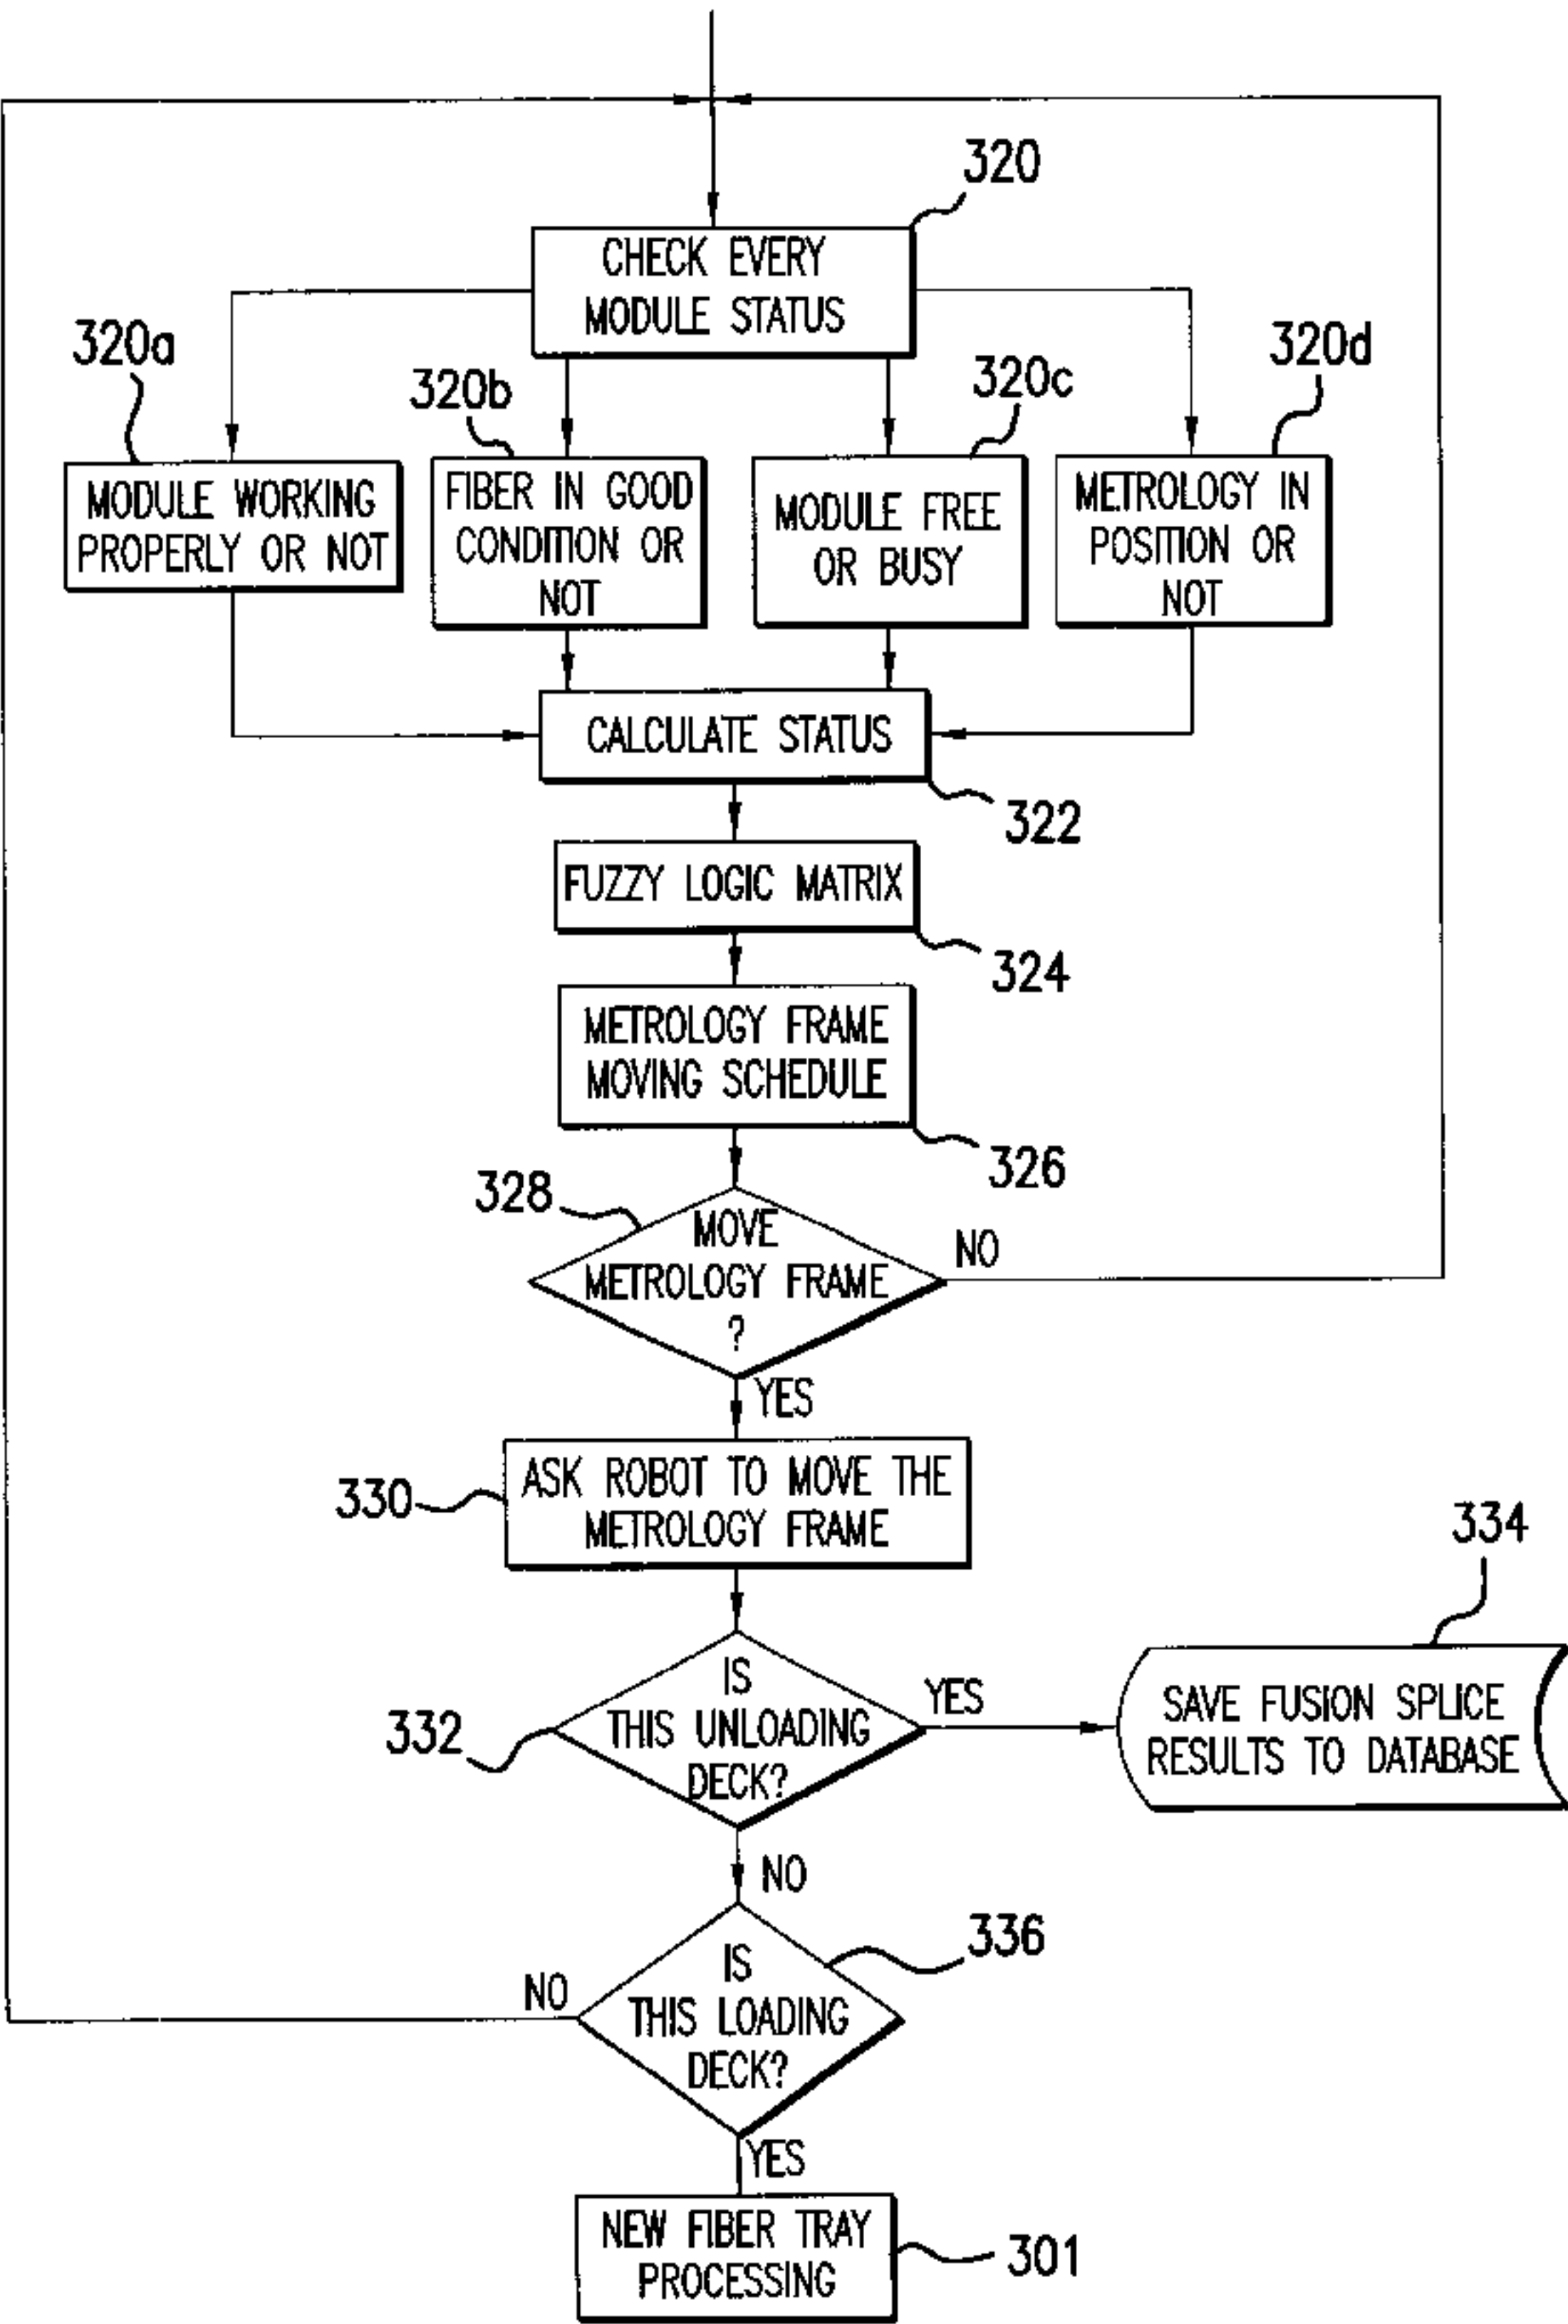 320
CHECK EVERY
MODULE STATUS
320a
320b
320c
320d
MODULE WORKING
PROPERLY OR NOT
FIBER IN GOOD
CONDITION OR
NOT
MODULE FREE
OR BUSY
METROLOGY IN
POSITION OR
NOT
CALCULATE STATUS
322
FUZZY LOGIC MATRIX
324
METROLOGY FRAME
MOVING SCHEDULE
326
328
MOVE
METROLOGY FRAME
?
NO
YES
330
ASK ROBOT TO MOVE THE
METROLOGY FRAME
332
IS
THIS UNLOADING
DECK?
YES
334
SAVE FUSION SPLICE
RESULTS TO DATABASE
NO
336
IS
THIS LOADING
DECK?
NO
YES
NEW FIBER TRAY
PROCESSING
301